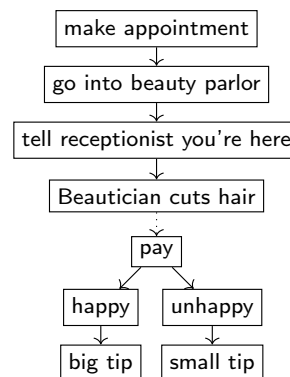 make appointment
go into beauty parlor
tell receptionist you're here
Beautician cuts hair
pay
happy
unhappy
big tip
small tip